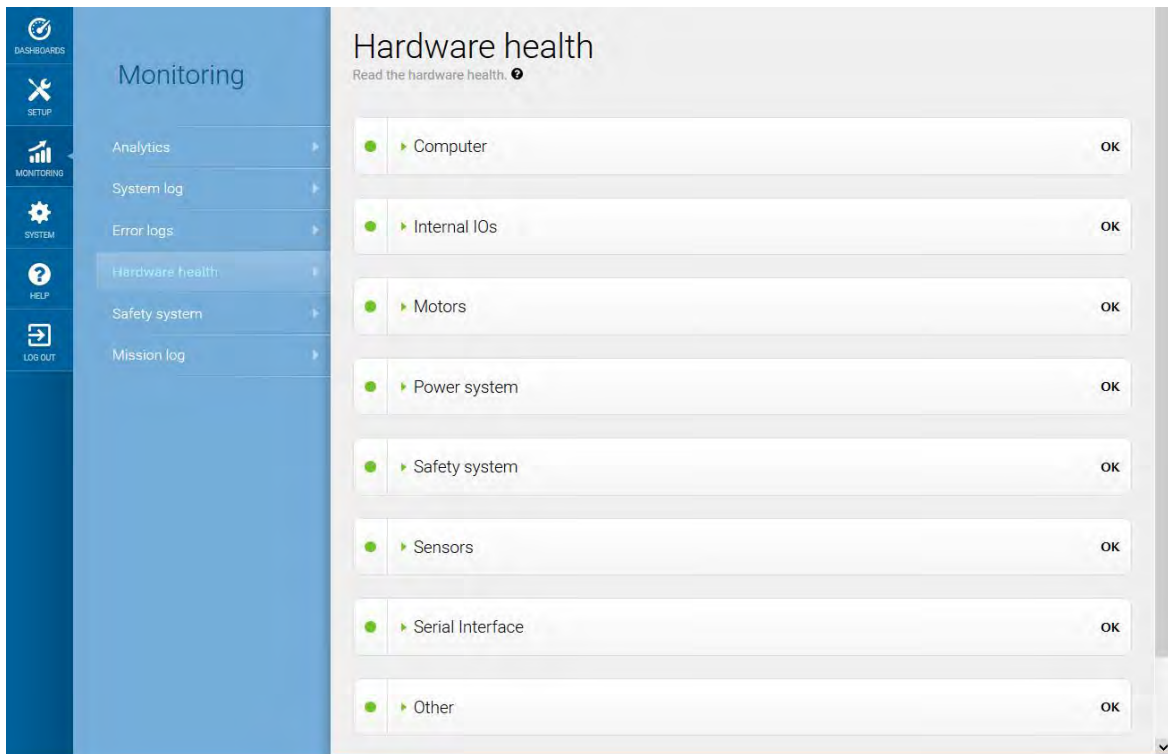 DASHBOARDS
SETUP
MONITORING
SYSTEM
HELP
LOG OUT
Monitoring
Analytics
System log
Error logs
Hardware health
Safety system
Mission log
Hardware health
Read the hardware health. ?
Computer OK
Internal IOs OK
Motors OK
Power system OK
Safety system OK
Sensors OK
Serial Interface OK
Other OK